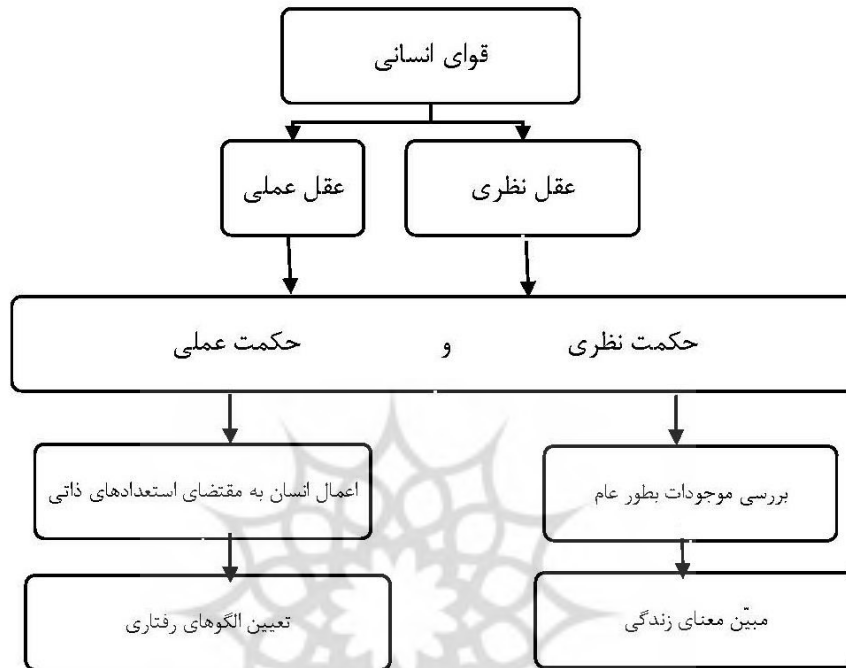 قوای انسانی
عقل نظری
عقل عملی
حکمت نظری و حکمت عملی
بررسی موجودات بطور عام
اعمال انسان به مقتضای استعدادهای ذاتی
مبیّن معنای زندگی
تعیین الگوهای رفتاری